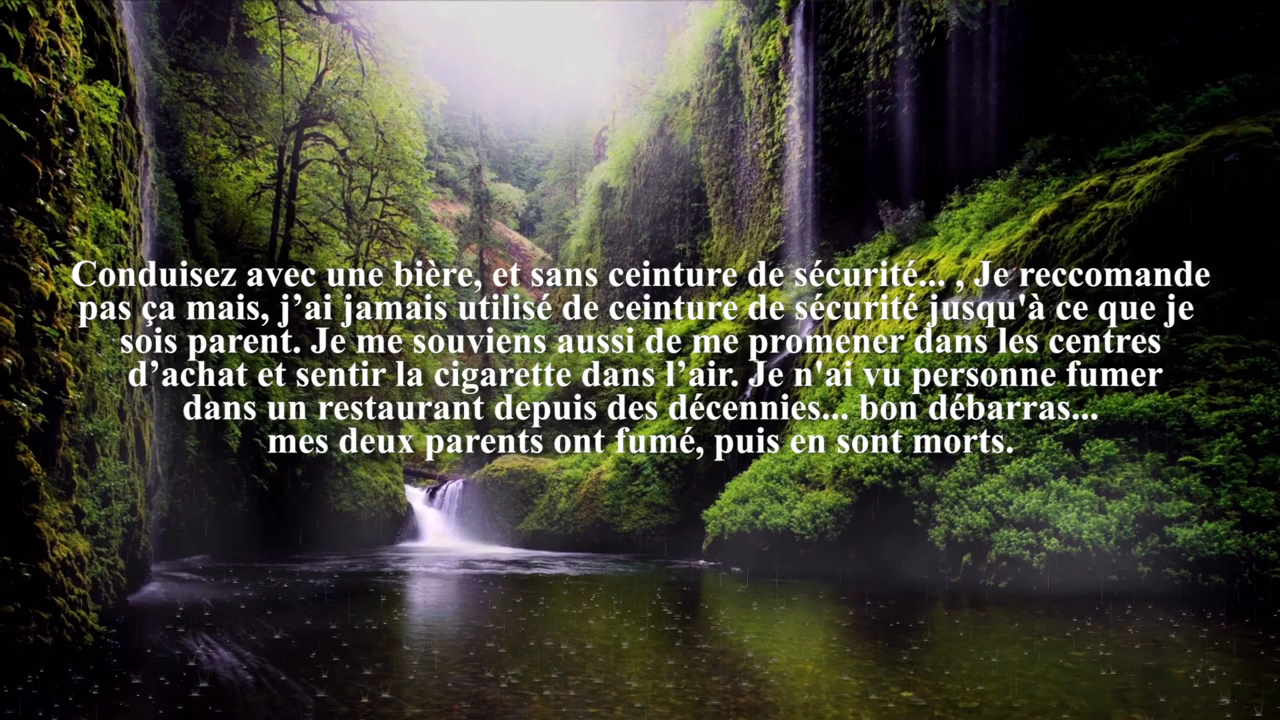 Conduisez avec une bière, et sans ceinture de sécurité... , Je reccomande
pas ça mais, j’ai jamais utilisé de ceinture de sécurité jusqu'à ce que je
sois parent. Je me souviens aussi de me promener dans les centres
d’achat et sentir la cigarette dans l’air. Je n'ai vu personne fumer
dans un restaurant depuis des décennies... bon débarras...
mes deux parents ont fumé, puis en sont morts.